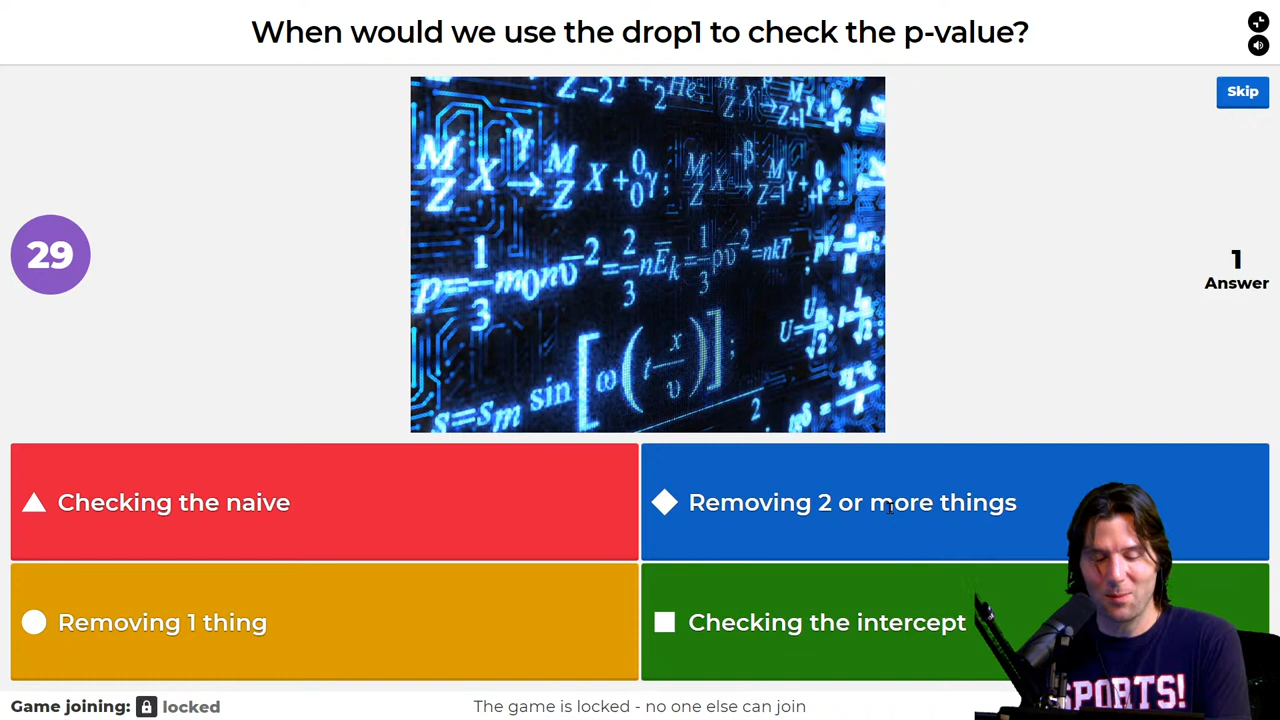 When would we use the drop1 to check the p-value?
Skip
29
1
Answer
Checking the naive
Removing 2 or more things
Removing 1 thing
Checking the intercept
SPORTS!
Game joining: locked
The game is locked - no one else can join